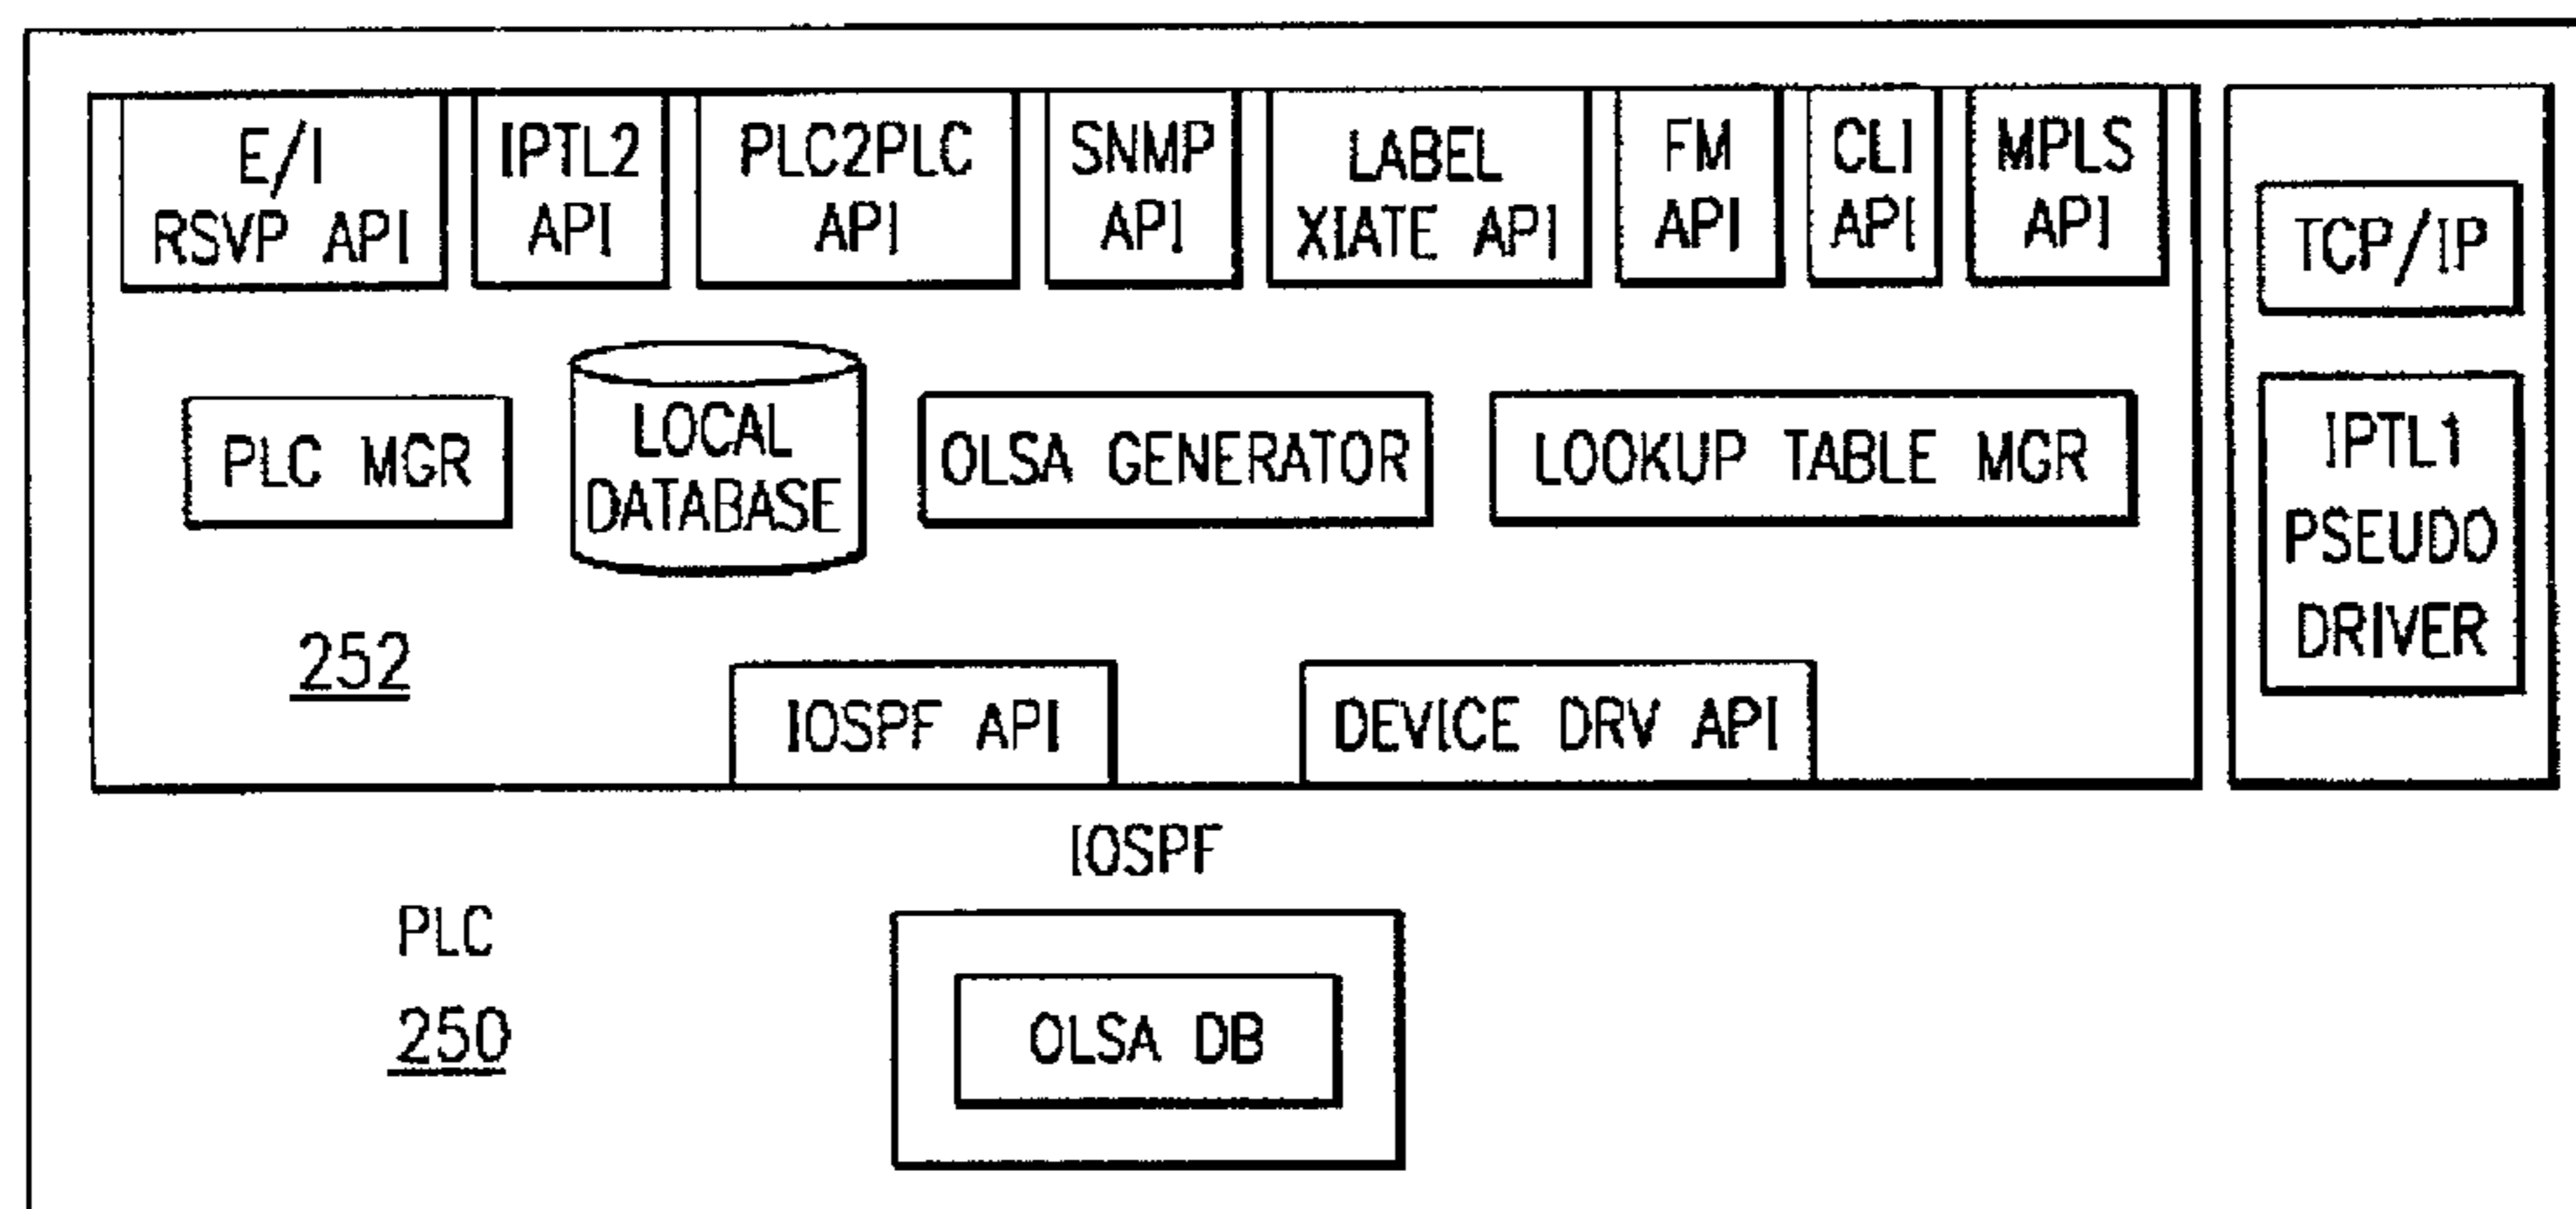 E/I
RSVP API
IPTL2
API
PLC2PLC
API
SNMP
API
LABEL
XIATE API
FM
API
CLI
API
MPLS
API
TCP/IP
PLC MGR
LOCAL
DATABASE
OLSA GENERATOR
LOOKUP TABLE MGR
IPTL1
PSEUDO
DRIVER
252
IOSPF API
DEVICE DRV API
IOSPF
PLC
250
OLSA DB